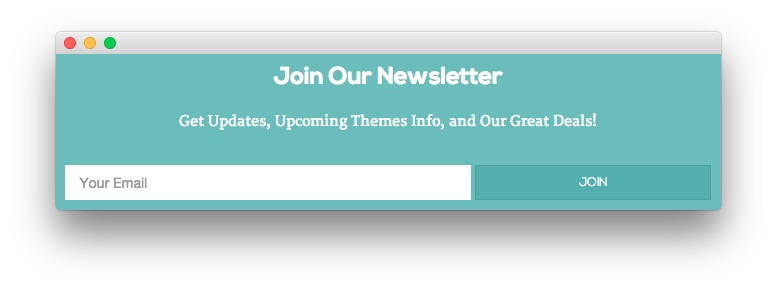 Join Our Newsletter
Get Updates, Upcoming Themes Info, and Our Great Deals!
Your Email
JOIN